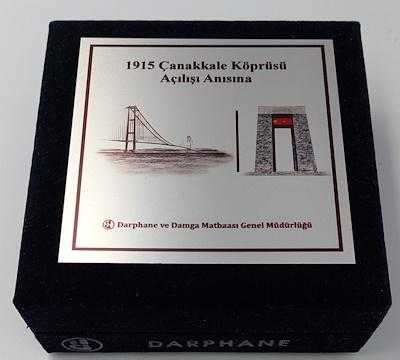 1915 Çanakkale Köprüsü
Açılışı Anısına
Darphane ve Damga Matbaası Genel Müdürlüğü
DARPHANE